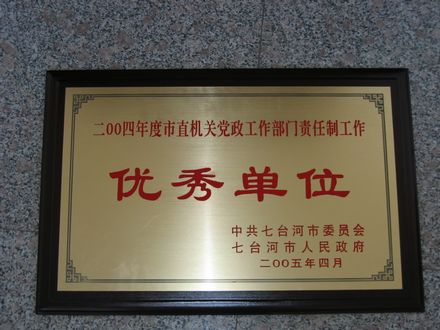 二00四年度市直机关党政工作部门责任制工作
优秀单位
中共七台河市委员会
七台河市人民政府
二00五年四月